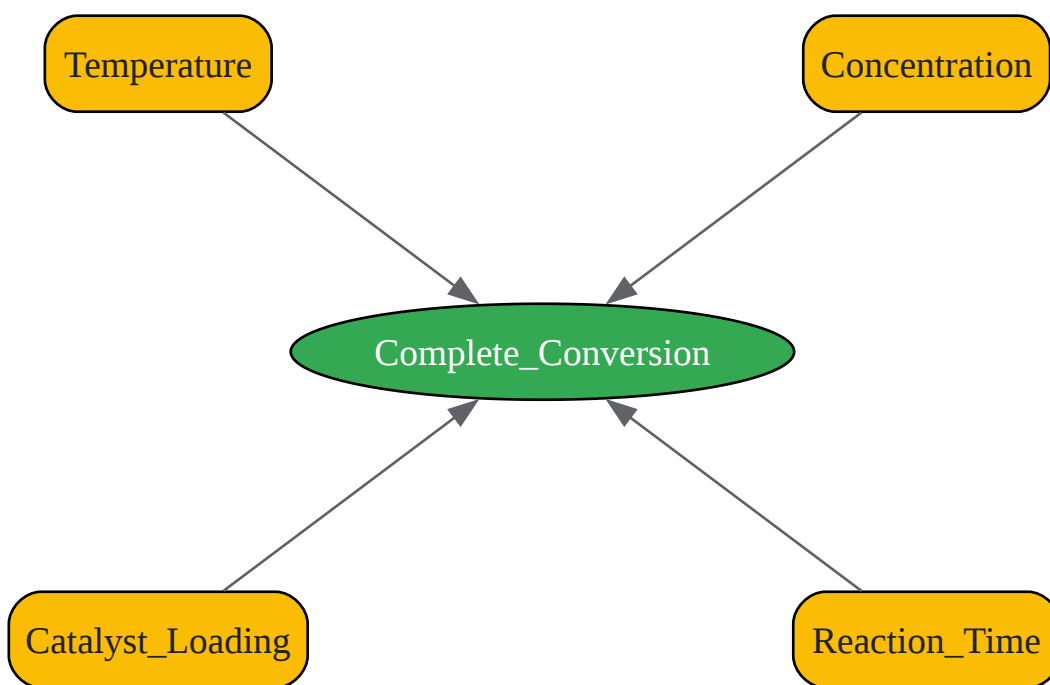 Temperature
Concentration
Complete_Conversion
Catalyst_Loading
Reaction_Time